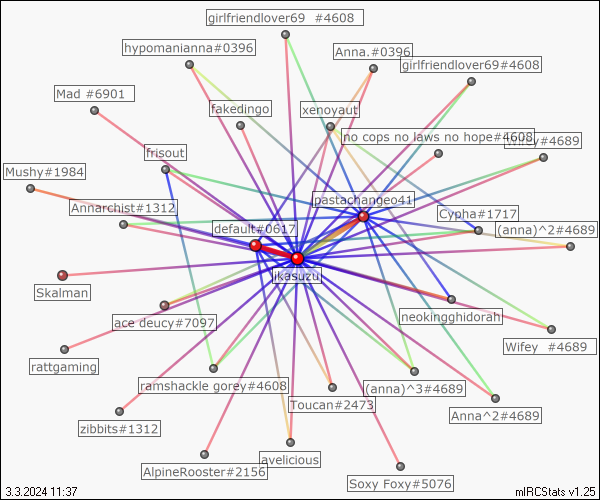 girlfriendlover69  #4608
hypomanianna#0396
Anna.#0396
girlfriendlover69#4608
Mad #6901
fakedingo
xenoyaut
no cops no laws no hope#4608
Wifey#4689
frisout
Mushy#1984
jpastachangeo41
Annarchist#1312
Cypha#1717
default#0617
(anna)^2#4689
jikasuzu
Skalman
neokingghidorah
ace deucy#7097
Wifey  #4689
rattgaming
ramshackle gorey#4608
(anna)^3#4689
Toucan#2473
Anna^2#4689
zibbits#1312
avelicious
AlpineRooster#2156
Soxy Foxy#5076
3.3.2024 11:37
mIRCStats v1.25